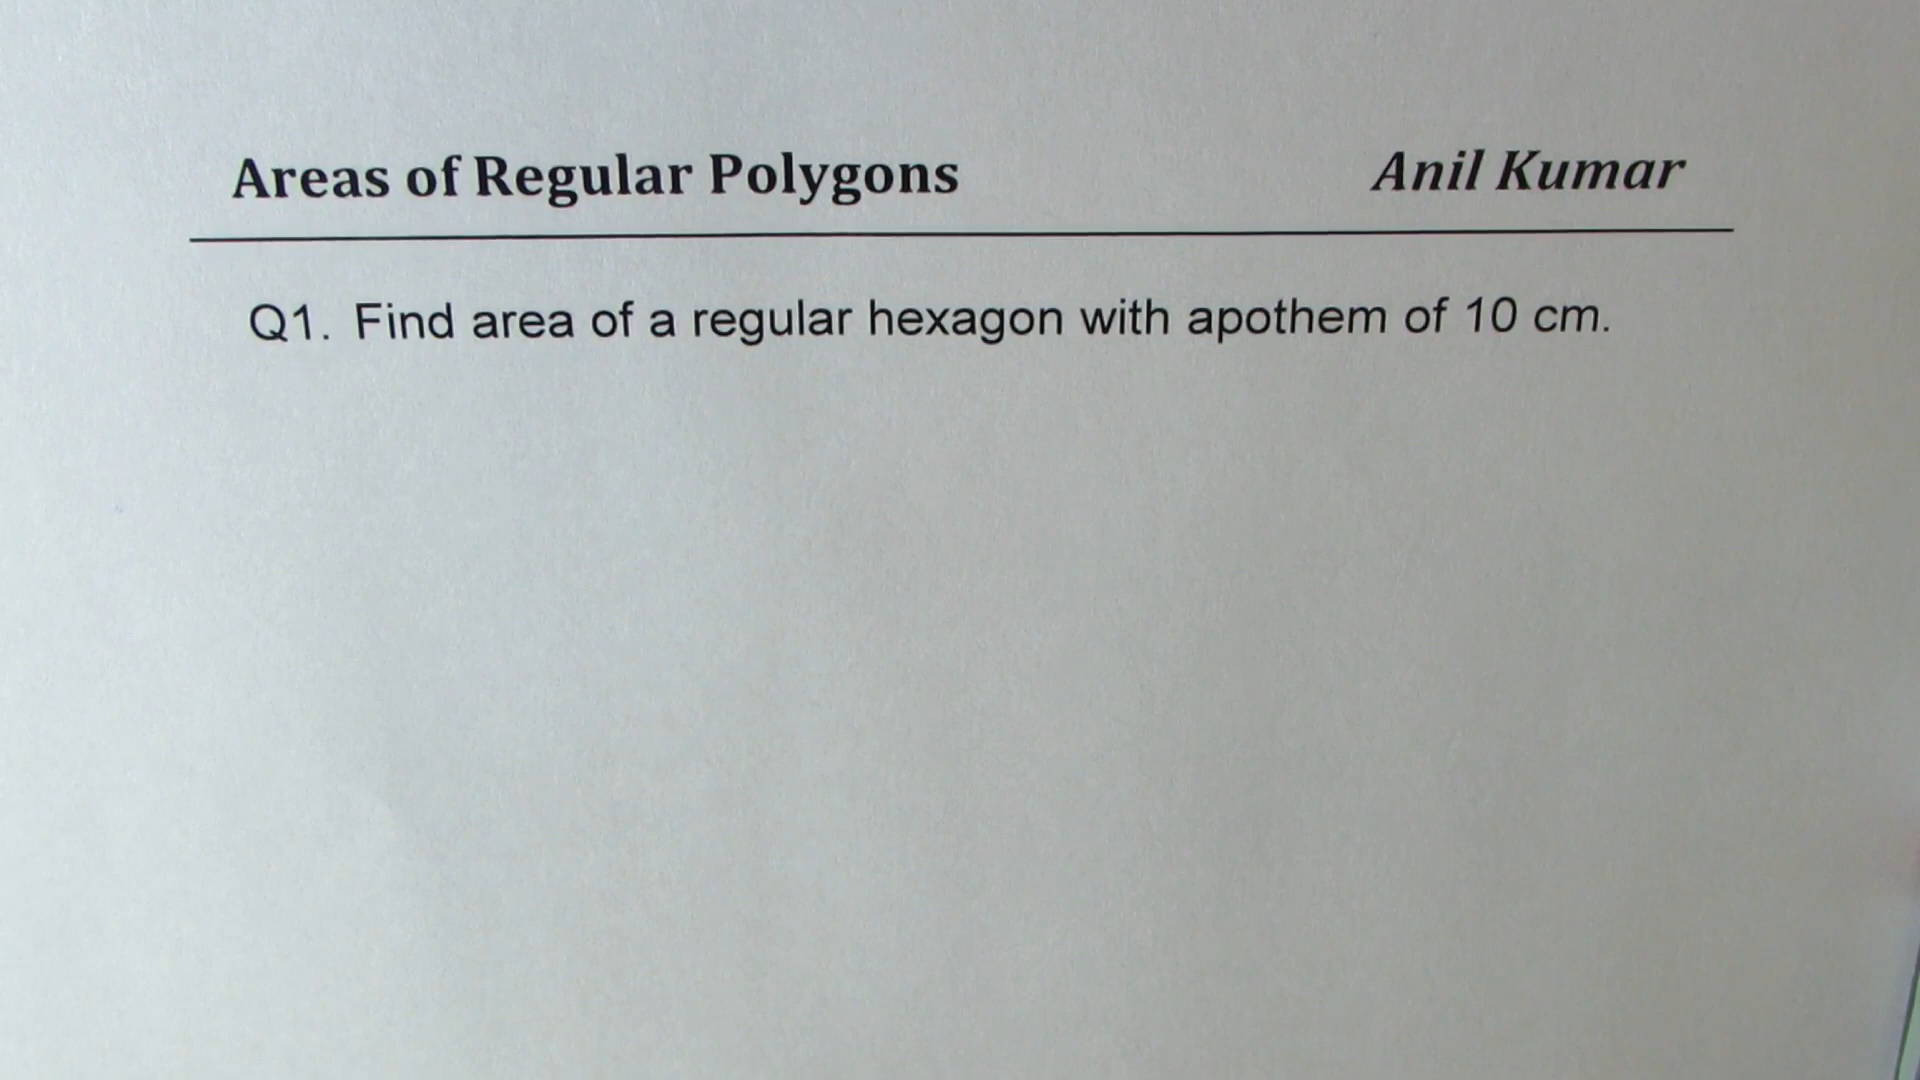 Areas of Regular Polygons Anil Kumar
Q1. Find area of a regular hexagon with apothem of 10 cm.